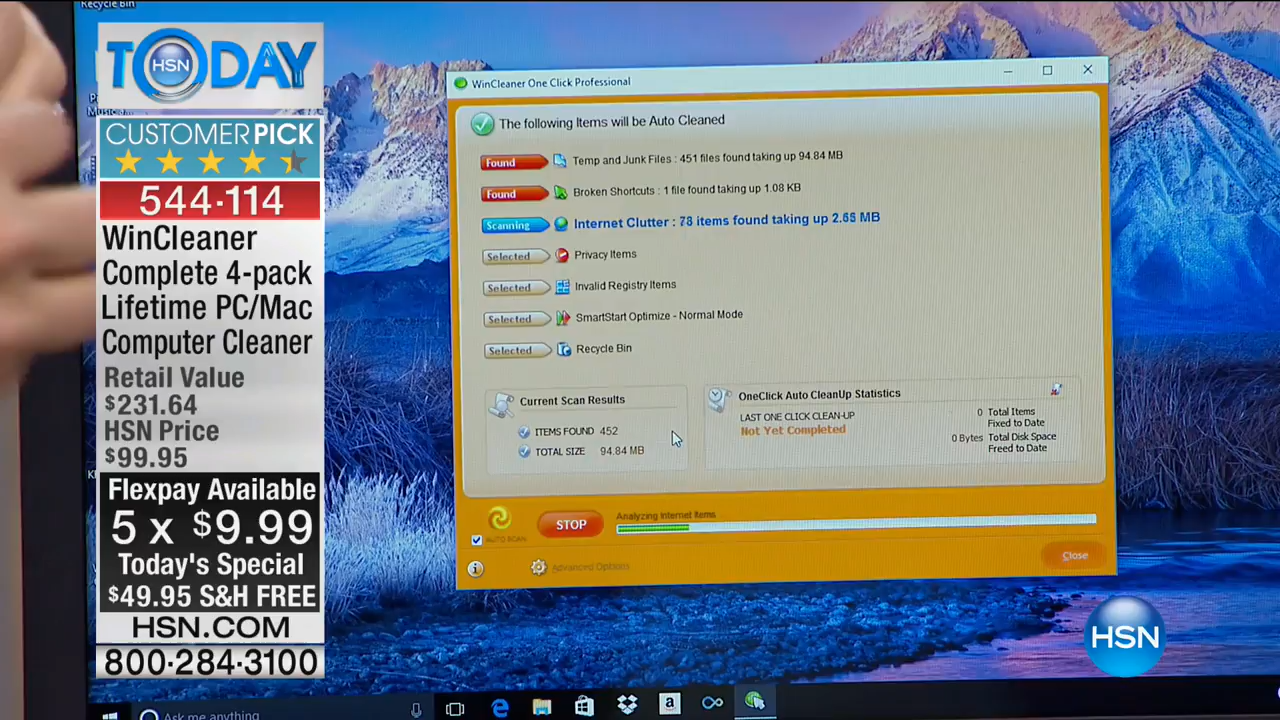 Recycle Bin
TODAY
HSN
CUSTOMER PICK
544-114
WinCleaner
Complete 4-pack
Lifetime PC/Mac
Computer Cleaner
Retail Value
$231.64
HSN Price
$99.95
Flexpay Available
5 x $9.99
Today's Special
$49.95 S&H FREE
HSN.COM
800-284-3100
WinCleaner One Click Professional
The following Items will be Auto Cleaned
Found Temp and Junk Files : 451 files found taking up 94.84 MB
Found Broken Shortcuts : 1 file found taking up 1.08 KB
Scanning Internet Clutter : 78 items found taking up MB
Selected Privacy Items
Selected Invalid Registry Items
Selected SmartStart Optimize - Normal Mode
Selected Recycle Bin
Current Scan Results
ITEMS FOUND 452
TOTAL SIZE 94.84 MB
OneClick Auto CleanUp Statistics
LAST ONE CLICK CLEAN-UP
Not Yet Completed
0 Total Items
Fixed to Date
0 Bytes Total Disk Space
Freed to Date
AUTO SCAN
STOP
Analyzing Internet Items
Advanced Options
Close
HSN
Ask me anything
a